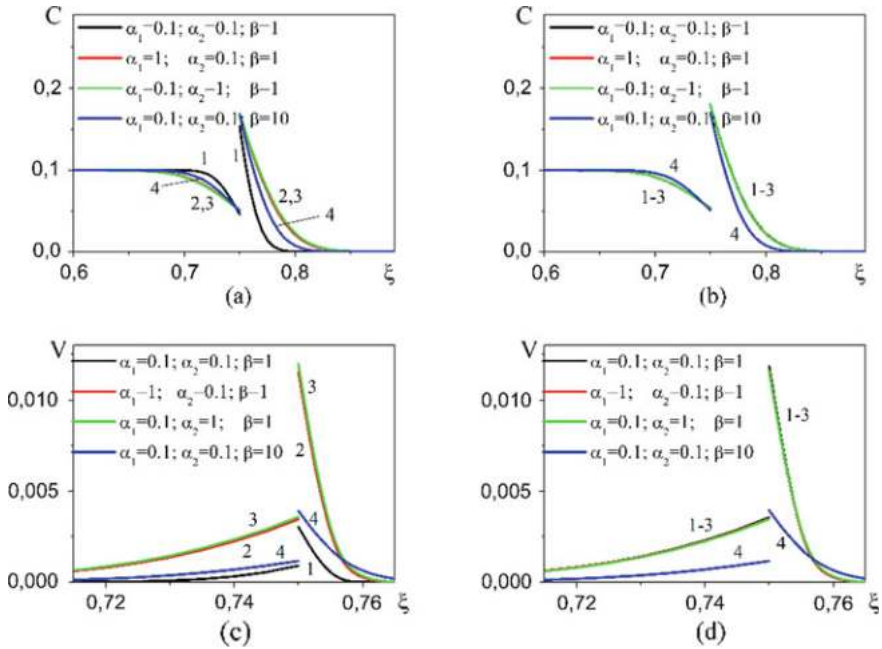 C
α₁=0.1; α₂=0.1; β=1
α₁=1; α₂=0.1; β=1
α₁=0.1; α₂=1; β=1
α₁=0.1; α₂=0.1; β=10
0,2
0,1
0,0
1
4
2,3
1
2,3
4
0,6 0,7 0,8 ξ
(a)
C
α₁=0.1; α₂=0.1; β=1
α₁=1; α₂=0.1; β=1
α₁=0.1; α₂=1; β=1
α₁=0.1; α₂=0.1; β=10
0,2
0,1
0,0
4
1-3
1-3
4
0,6 0,7 0,8 ξ
(b)
V
α₁=0.1; α₂=0.1; β=1
α₁=1; α₂=0.1; β=1
α₁=0.1; α₂=1; β=1
α₁=0.1; α₂=0.1; β=10
0,010
0,005
0,000
3
2
3
2
4
4
1
0,72 0,74 0,76 ξ
(c)
V
α₁=0.1; α₂=0.1; β=1
α₁=1; α₂=0.1; β=1
α₁=0.1; α₂=1; β=1
α₁=0.1; α₂=0.1; β=10
0,010
0,005
0,000
1-3
1-3
4
4
0,72 0,74 0,76 ξ
(d)